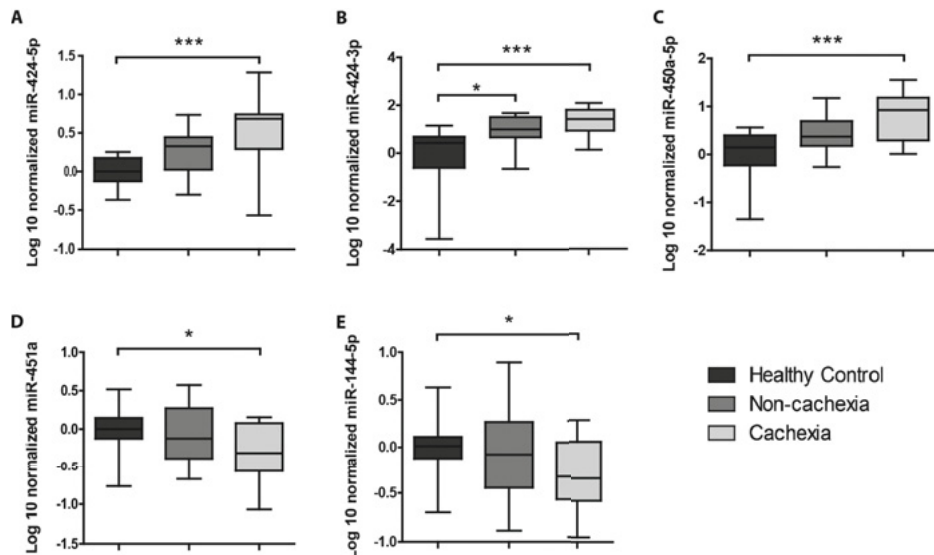 A
Log 10 normalized miR-424-5p
1.5
1.0
0.5
0.0
-0.5
-1.0
***
B
Log 10 normalized miR-424-3p
4
2
0
-2
-4
***
*
C
Log 10 normalized miR-450a-5p
2
1
0
-1
-2
***
D
Log 10 normalized miR-451a
1.0
0.5
0.0
-0.5
-1.0
-1.5
*
E
Log 10 normalized miR-144-5p
1.0
0.5
0.0
-0.5
-1.0
*
Healthy Control
Non-cachexia
Cachexia